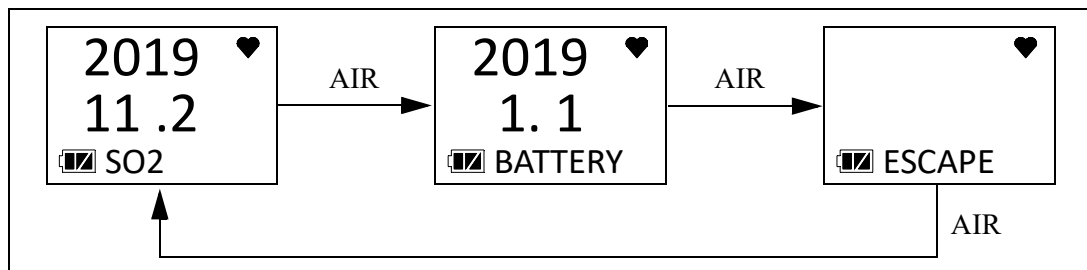 2019
11 .2
SO2
AIR
2019
1. 1
BATTERY
AIR
ESCAPE
AIR